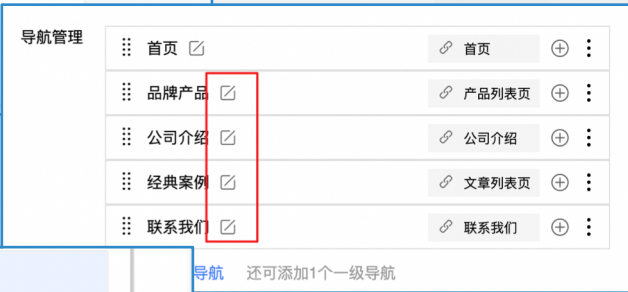 导航管理
首页 首页
品牌产品 产品列表页
公司介绍 公司介绍
经典案例 文章列表页
联系我们 联系我们
导航 还可添加1个一级导航